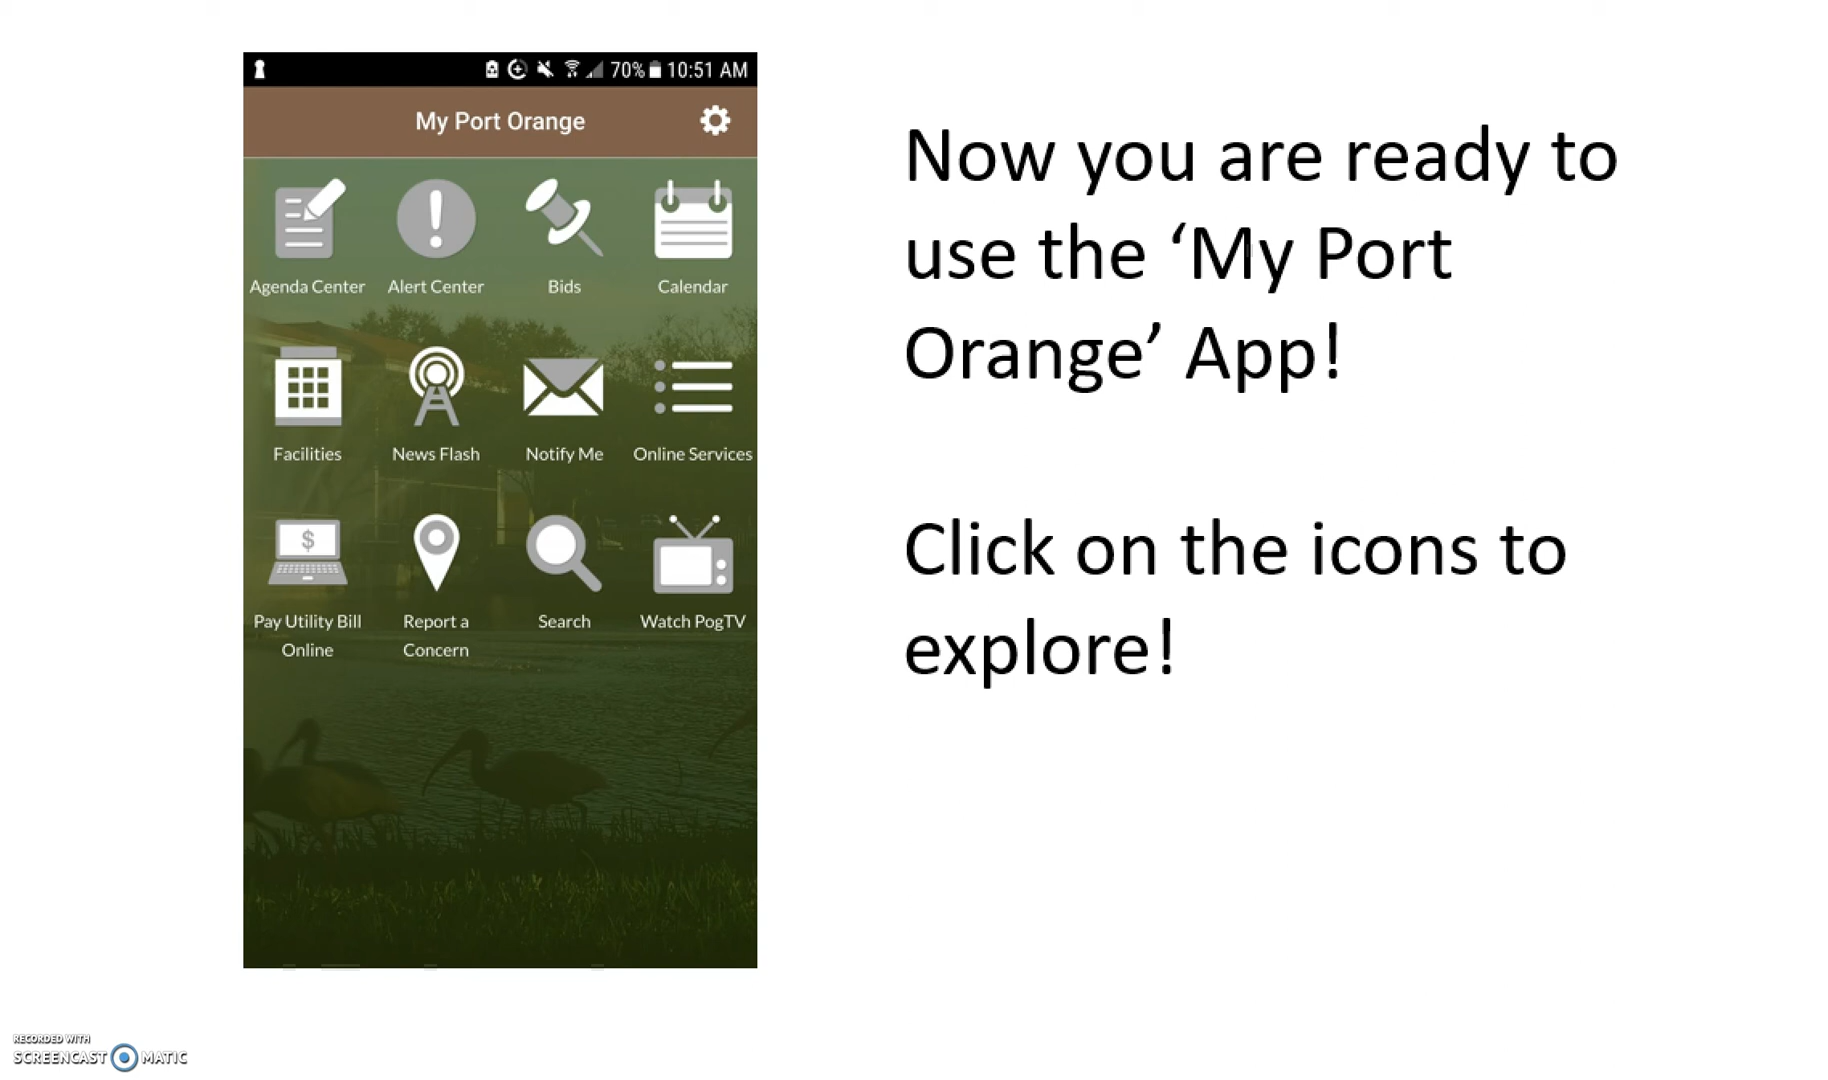 70% 10:51 AM
My Port Orange
Agenda Center
Alert Center
Bids
Calendar
Facilities
News Flash
Notify Me
Online Services
$
Pay Utility Bill
Online
Report a
Concern
Search
Watch PogTV
Now you are ready to
use the ‘My Port
Orange’ App!
Click on the icons to
explore!
RECORDED WITH
SCREENCAST MATIC